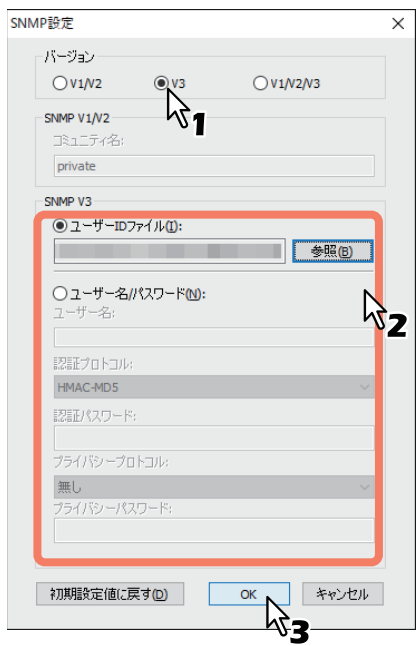 SNMP設定
バージョン
V1/V2 V3 V1/V2/V3
1
SNMP V1/V2
コミュニティ名:
private
SNMP V3
ユーザーIDファイル(I):
参照(B)
ユーザー名/パスワード(N):
ユーザー名:
2
認証プロトコル:
HMAC-MD5
認証パスワード:
プライバシープロトコル:
無し
プライバシーパスワード:
初期設定値に戻す(D) OK キャンセル
3